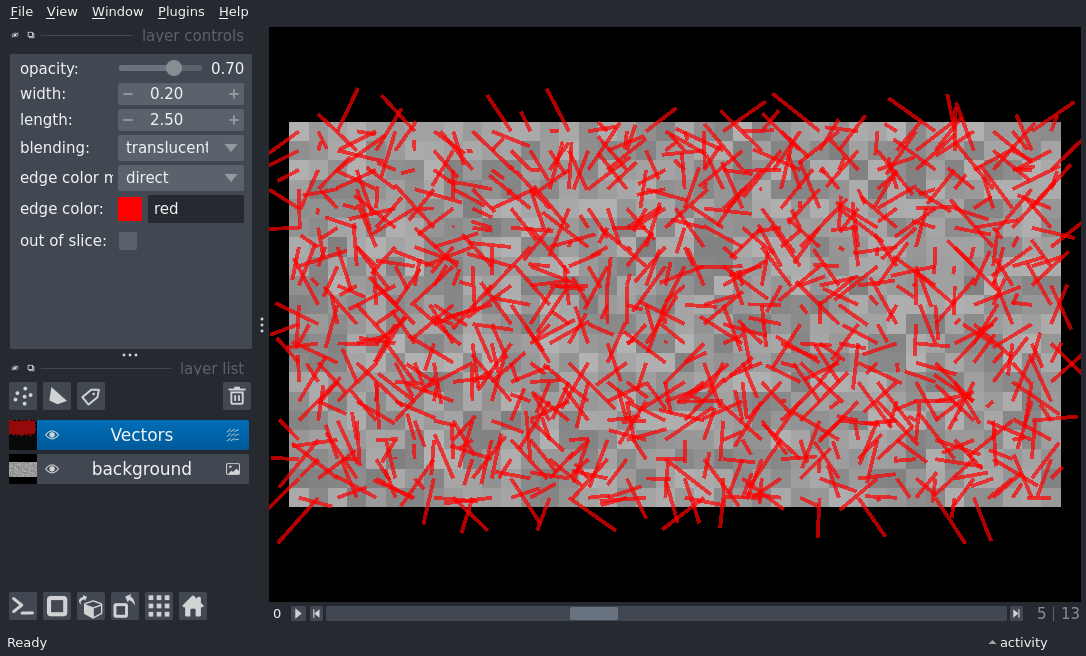 File View Window Plugins Help
layer controls
opacity: 0.70
width: − 0.20 +
length: − 2.50 +
blending: translucent
edge color m direct
edge color: red
out of slice:
layer list
Vectors
background
0 5 | 13
Ready activity